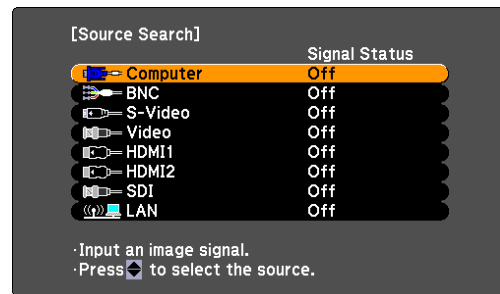 [Source Search]
Signal Status
Computer Off
BNC Off
S-Video Off
Video Off
HDMI1 Off
HDMI2 Off
SDI Off
LAN Off
·Input an image signal.
·Press to select the source.